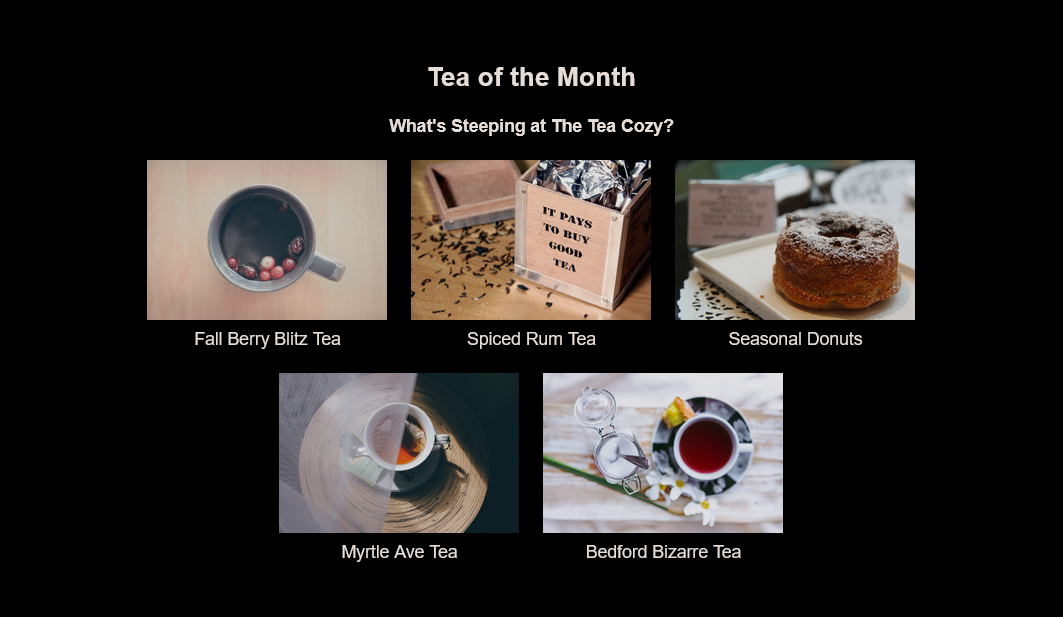 Tea of the Month
What's Steeping at The Tea Cozy?
IT PAYS
TO BUY
GOOD
TEA
Fall Berry Blitz Tea
Spiced Rum Tea
Seasonal Donuts
Myrtle Ave Tea
Bedford Bizarre Tea